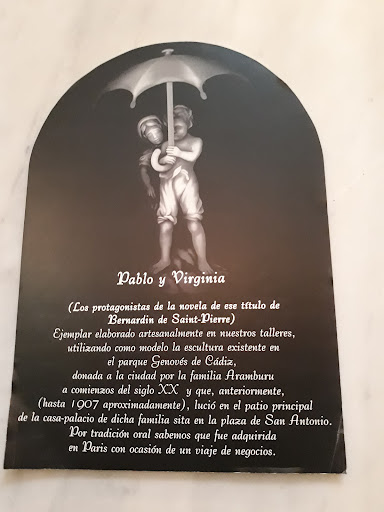 Pablo y Virginia
(Los protagonistas de la novela de ese título de
Bernardin de Saint-Pierre)
Ejemplar elaborado artesanalmente en nuestros talleres,
utilizando como modelo la escultura existente en
el parque Genovés de Cádiz,
donada a la ciudad por la familia Aramburu
a comienzos del siglo XX y que, anteriormente,
(hasta 1907 aproximadamente), lució en el patio principal
de la casa-palacio de dicha familia sita en la plaza de San Antonio.
Por tradición oral sabemos que fue adquirida
en Paris con ocasión de un viaje de negocios.